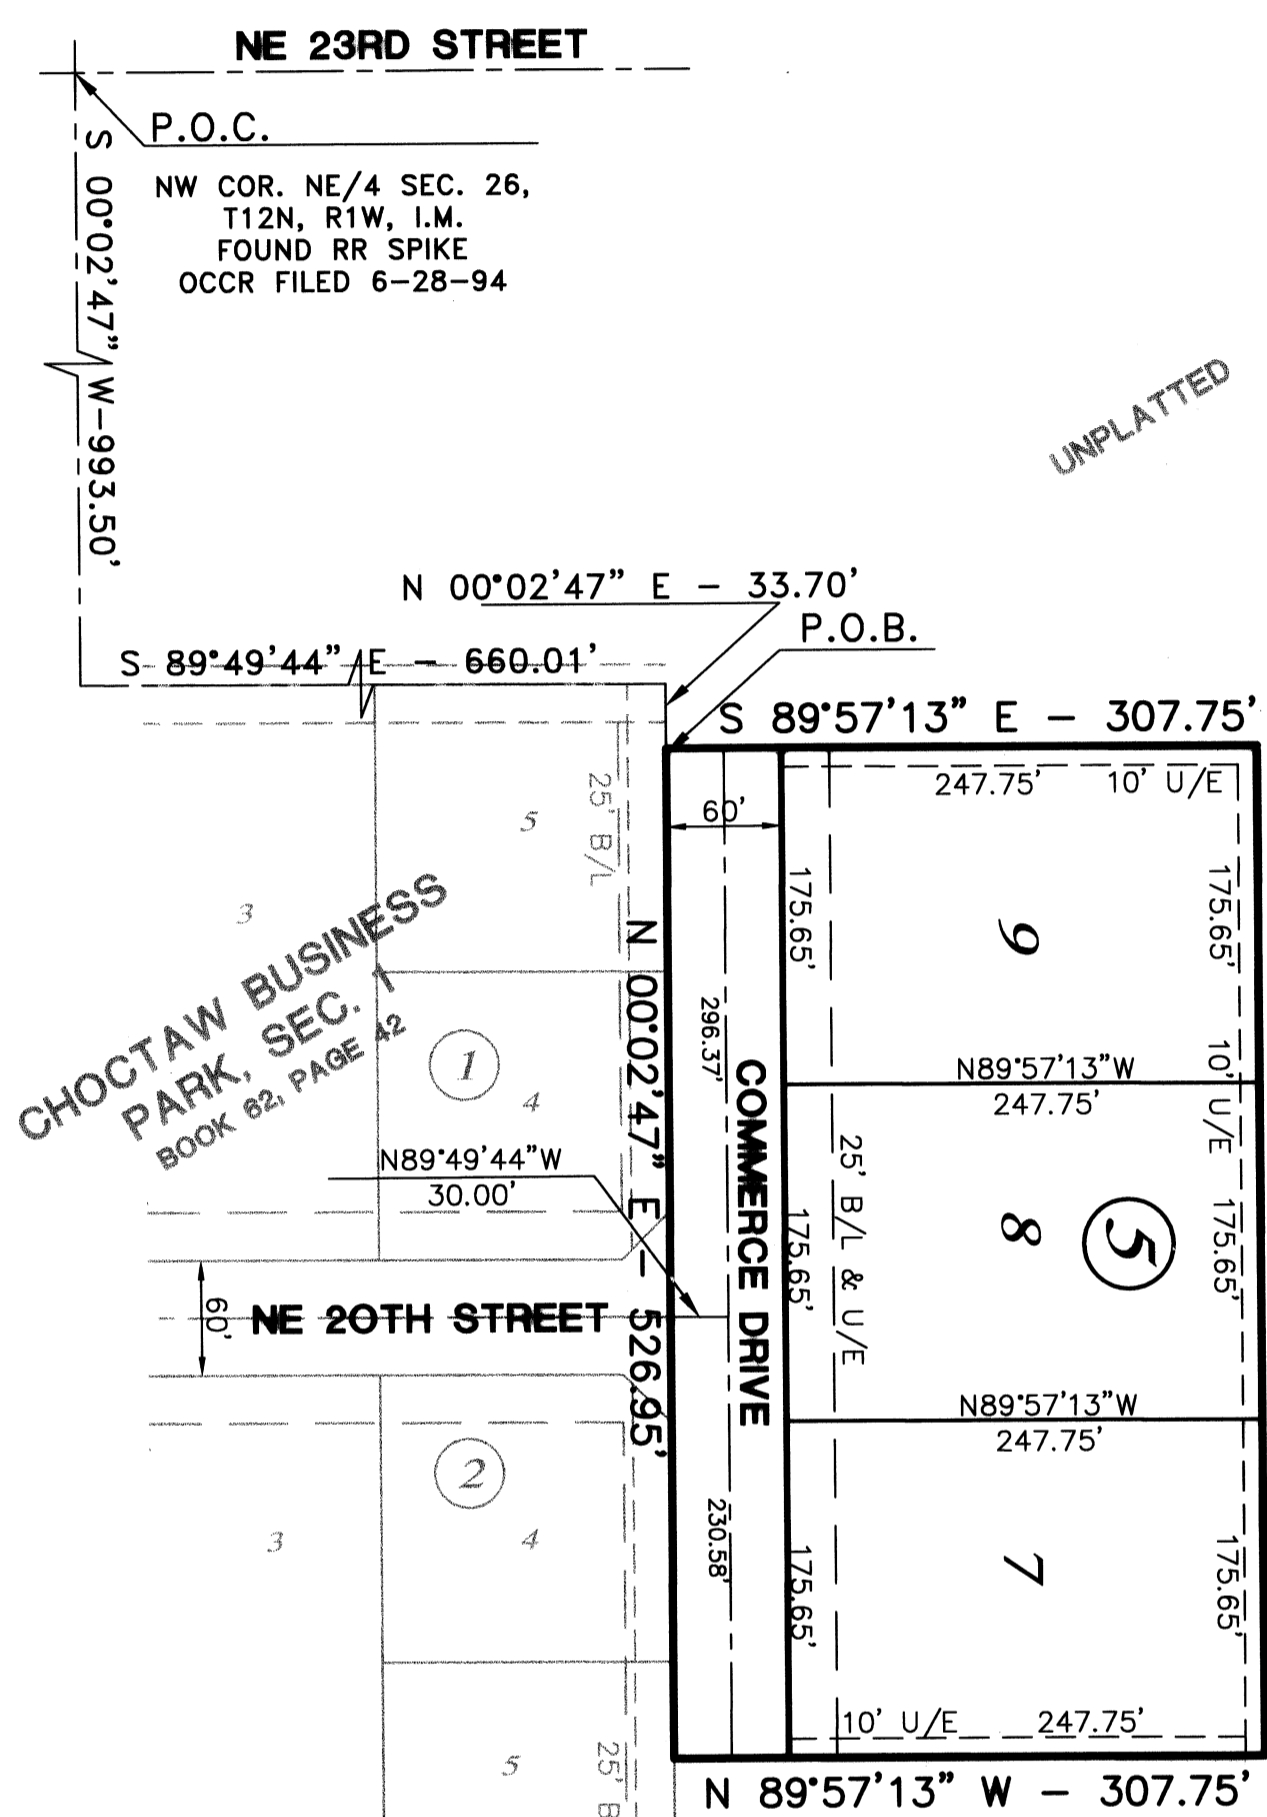 NE 23RD STREET
P.O.C.
NW COR. NE/4 SEC. 26,
T12N, R1W, I.M.
FOUND RR SPIKE
OCCR FILED 6-28-94
S 00°02'47" W-993.50'
UNPLATTED
N 00°02'47" E - 33.70'
P.O.B.
S 89°49'44" E - 660.01'
S 89°57'13" E - 307.75'
247.75' 10' U/E
60'
25' B/L
5
3
175.65'
175.65'
9
CHOCTAW BUSINESS
PARK, SEC. 1
BOOK 62, PAGE 42
1
4
N 00°02'47" E - 526.95'
296.37'
COMMERCE DRIVE
N89°57'13"W
247.75'
10' U/E
N89°49'44"W
30.00'
25' B/L & U/E
175.65'
8
5
175.65'
60'
NE 20TH STREET
N89°57'13"W
247.75'
2
3
4
230.58'
175.65'
7
175.65'
10' U/E 247.75'
5
25' B
N 89°57'13" W - 307.75'